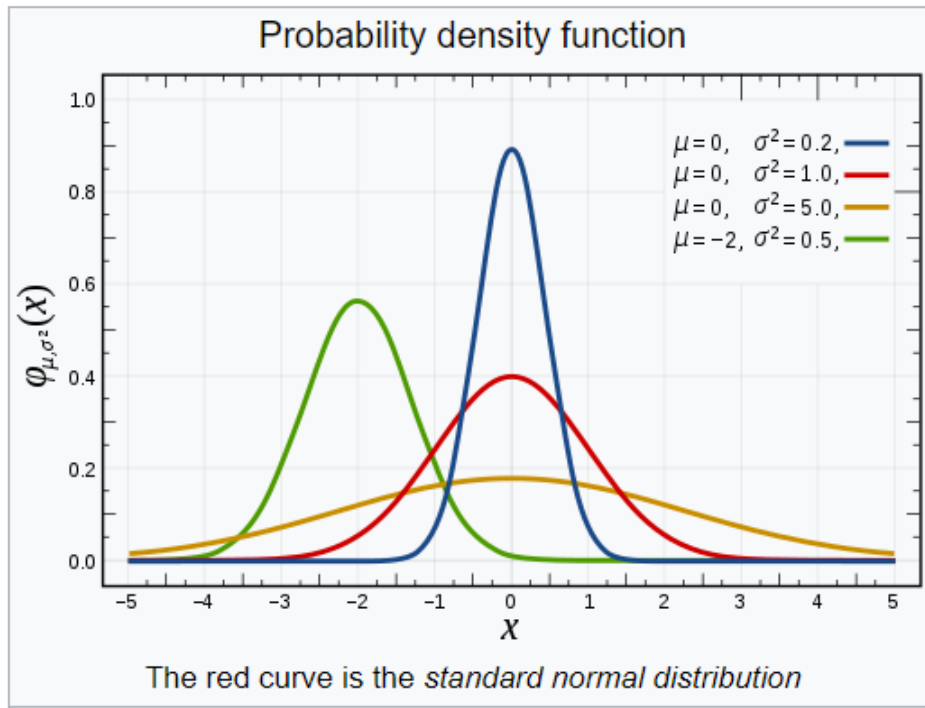 Probability density function
1.0
0.8
0.6
0.4
0.2
0.0
φμ,σ²(x)
μ=0, σ²=0.2,
μ=0, σ²=1.0,
μ=0, σ²=5.0,
μ=−2, σ²=0.5,
−5 −4 −3 −2 −1 0 1 2 3 4 5
x
The red curve is the standard normal distribution